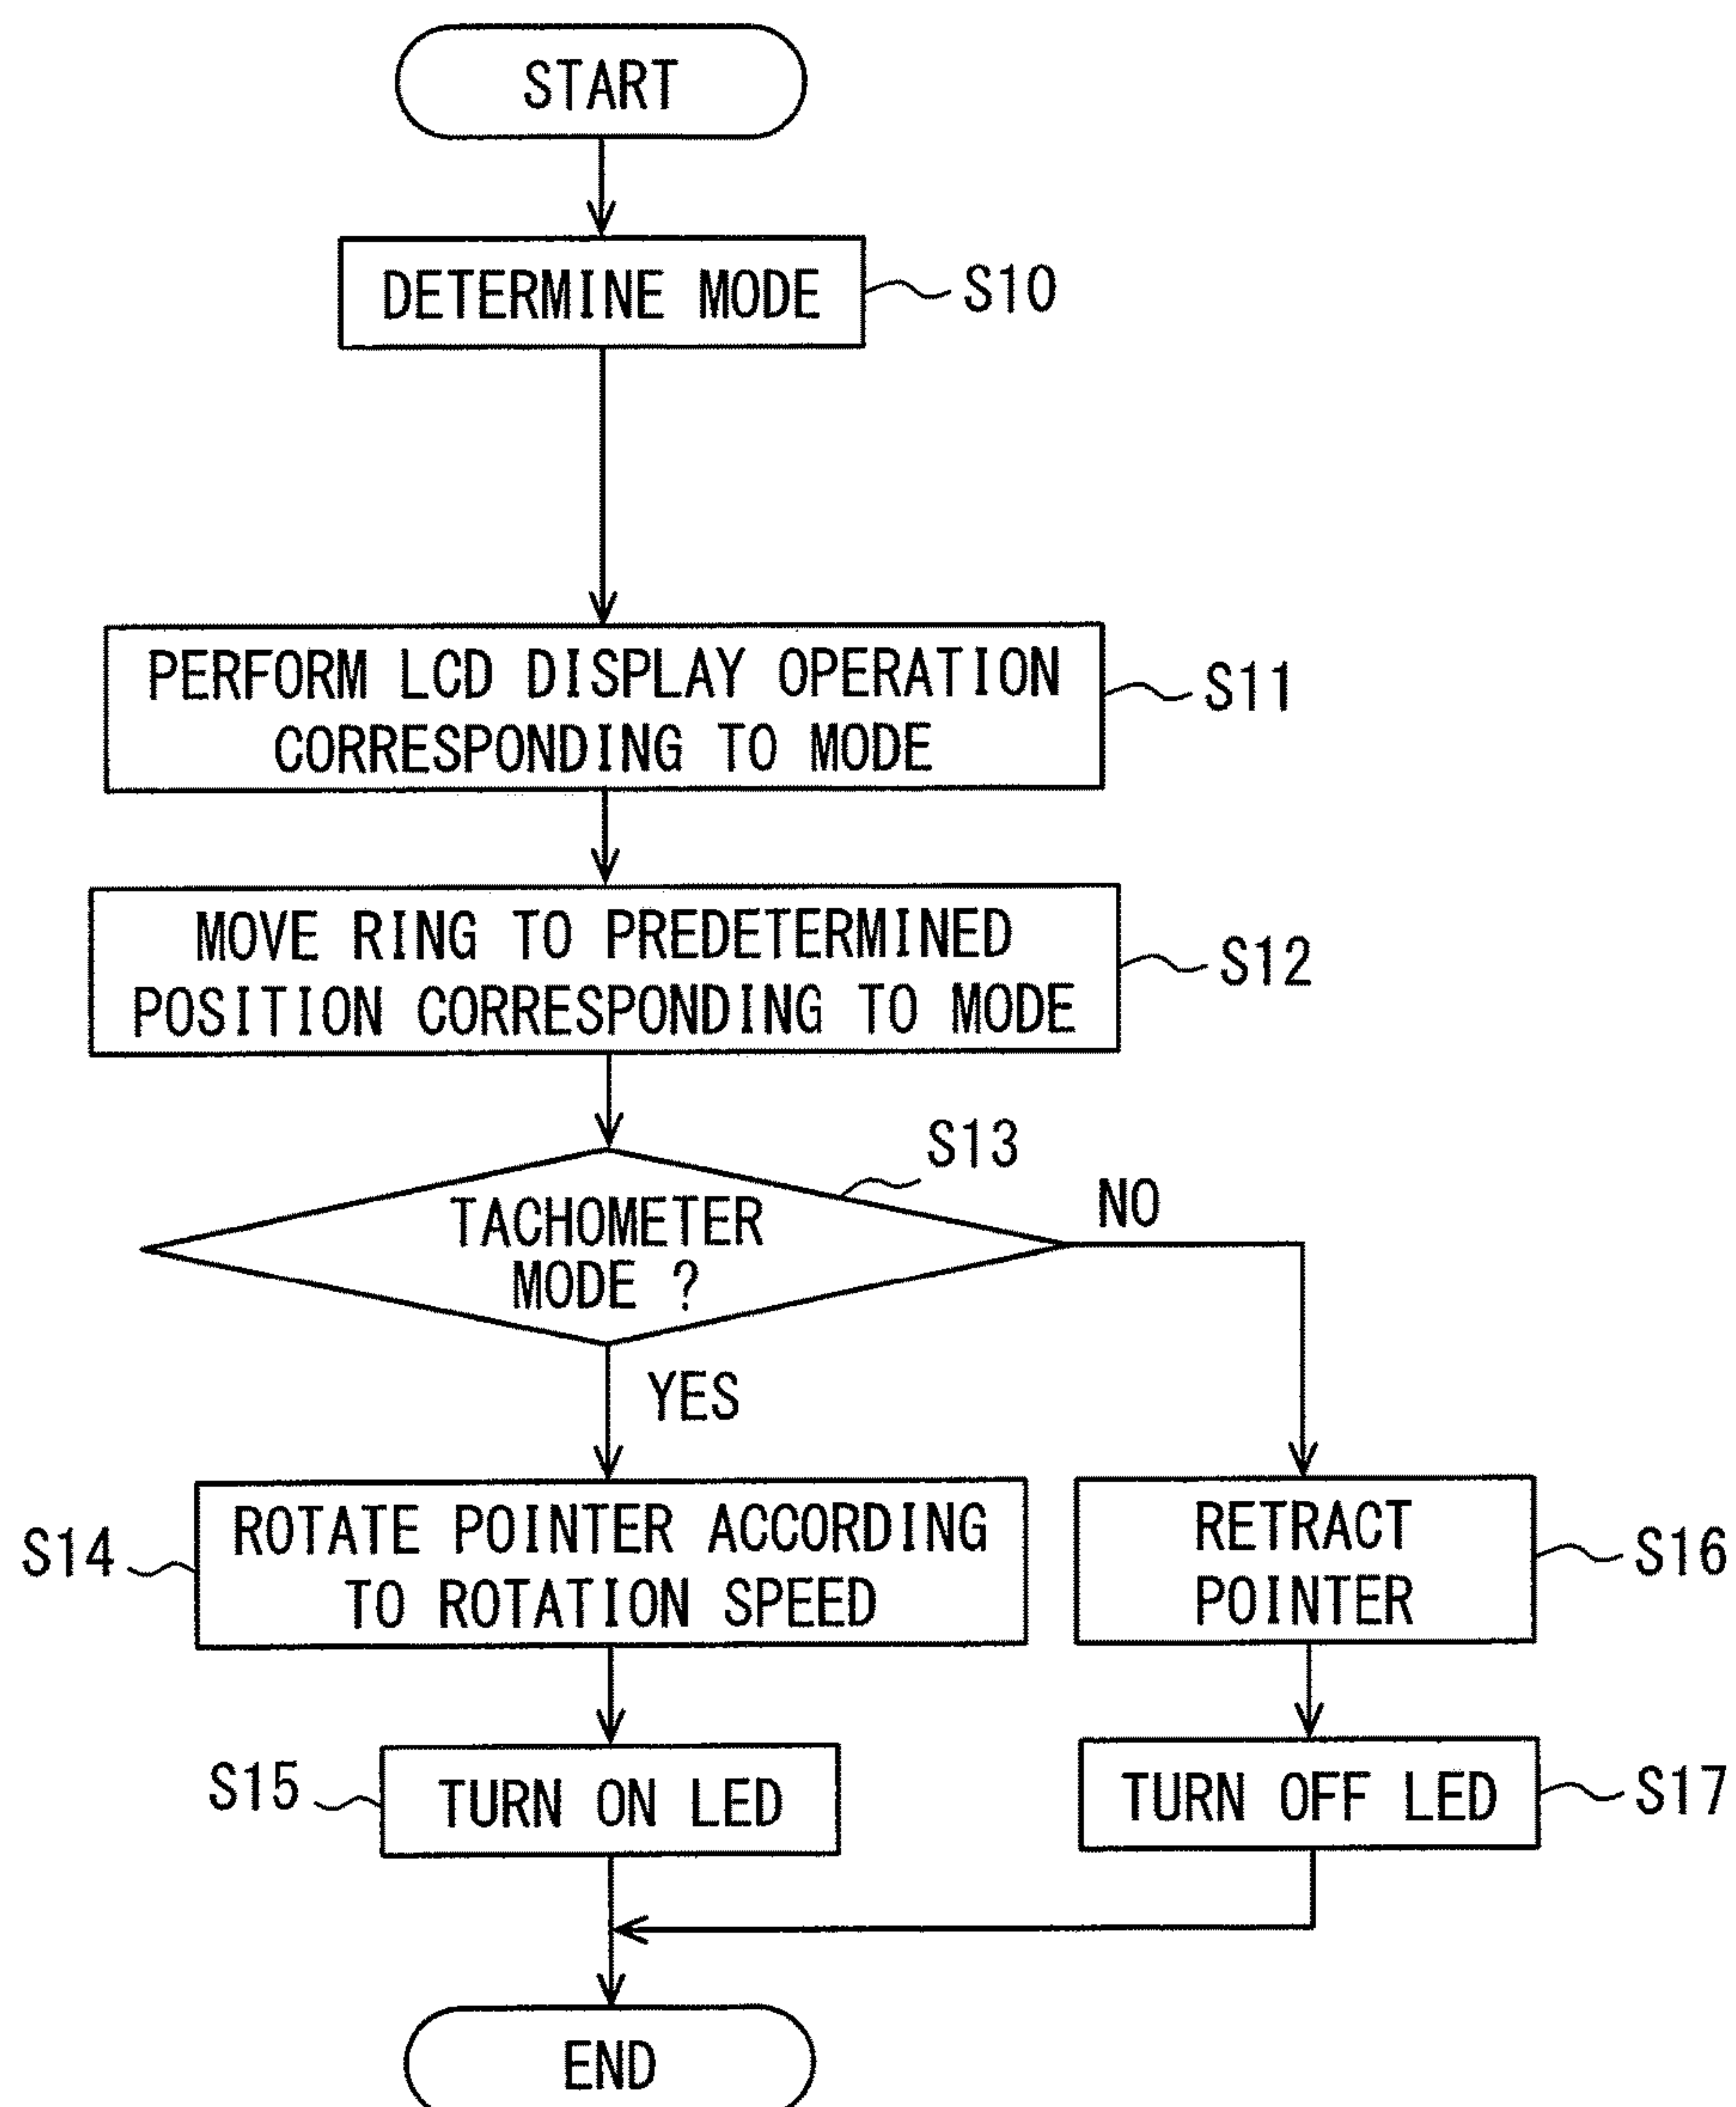 START
DETERMINE MODE
S10
PERFORM LCD DISPLAY OPERATION
CORRESPONDING TO MODE
S11
MOVE RING TO PREDETERMINED
POSITION CORRESPONDING TO MODE
S12
S13
TACHOMETER
MODE ?
NO
YES
S14
ROTATE POINTER ACCORDING
TO ROTATION SPEED
RETRACT
POINTER
S16
S15
TURN ON LED
TURN OFF LED
S17
END